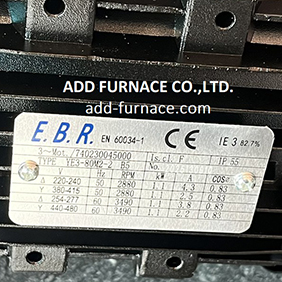 ADD FURNACE CO.,LTD.
add-furnace.com
E.B.R. EN 60034-1 CE IE3 82.7%
3~Mot. 740230045000 Is.cl. F IP 55
TYPE 1E3-80M2-2 B5 No.
V Hz RPM kW A COSφ
Δ 220-240 50 2880 1.1 4.3 0.83
Y 380-415 50 2880 1.1 2.5 0.83
Δ 254-277 60 3490 1.1 3.8 0.83
Y 440-480 60 3490 1.1 2.2 0.83